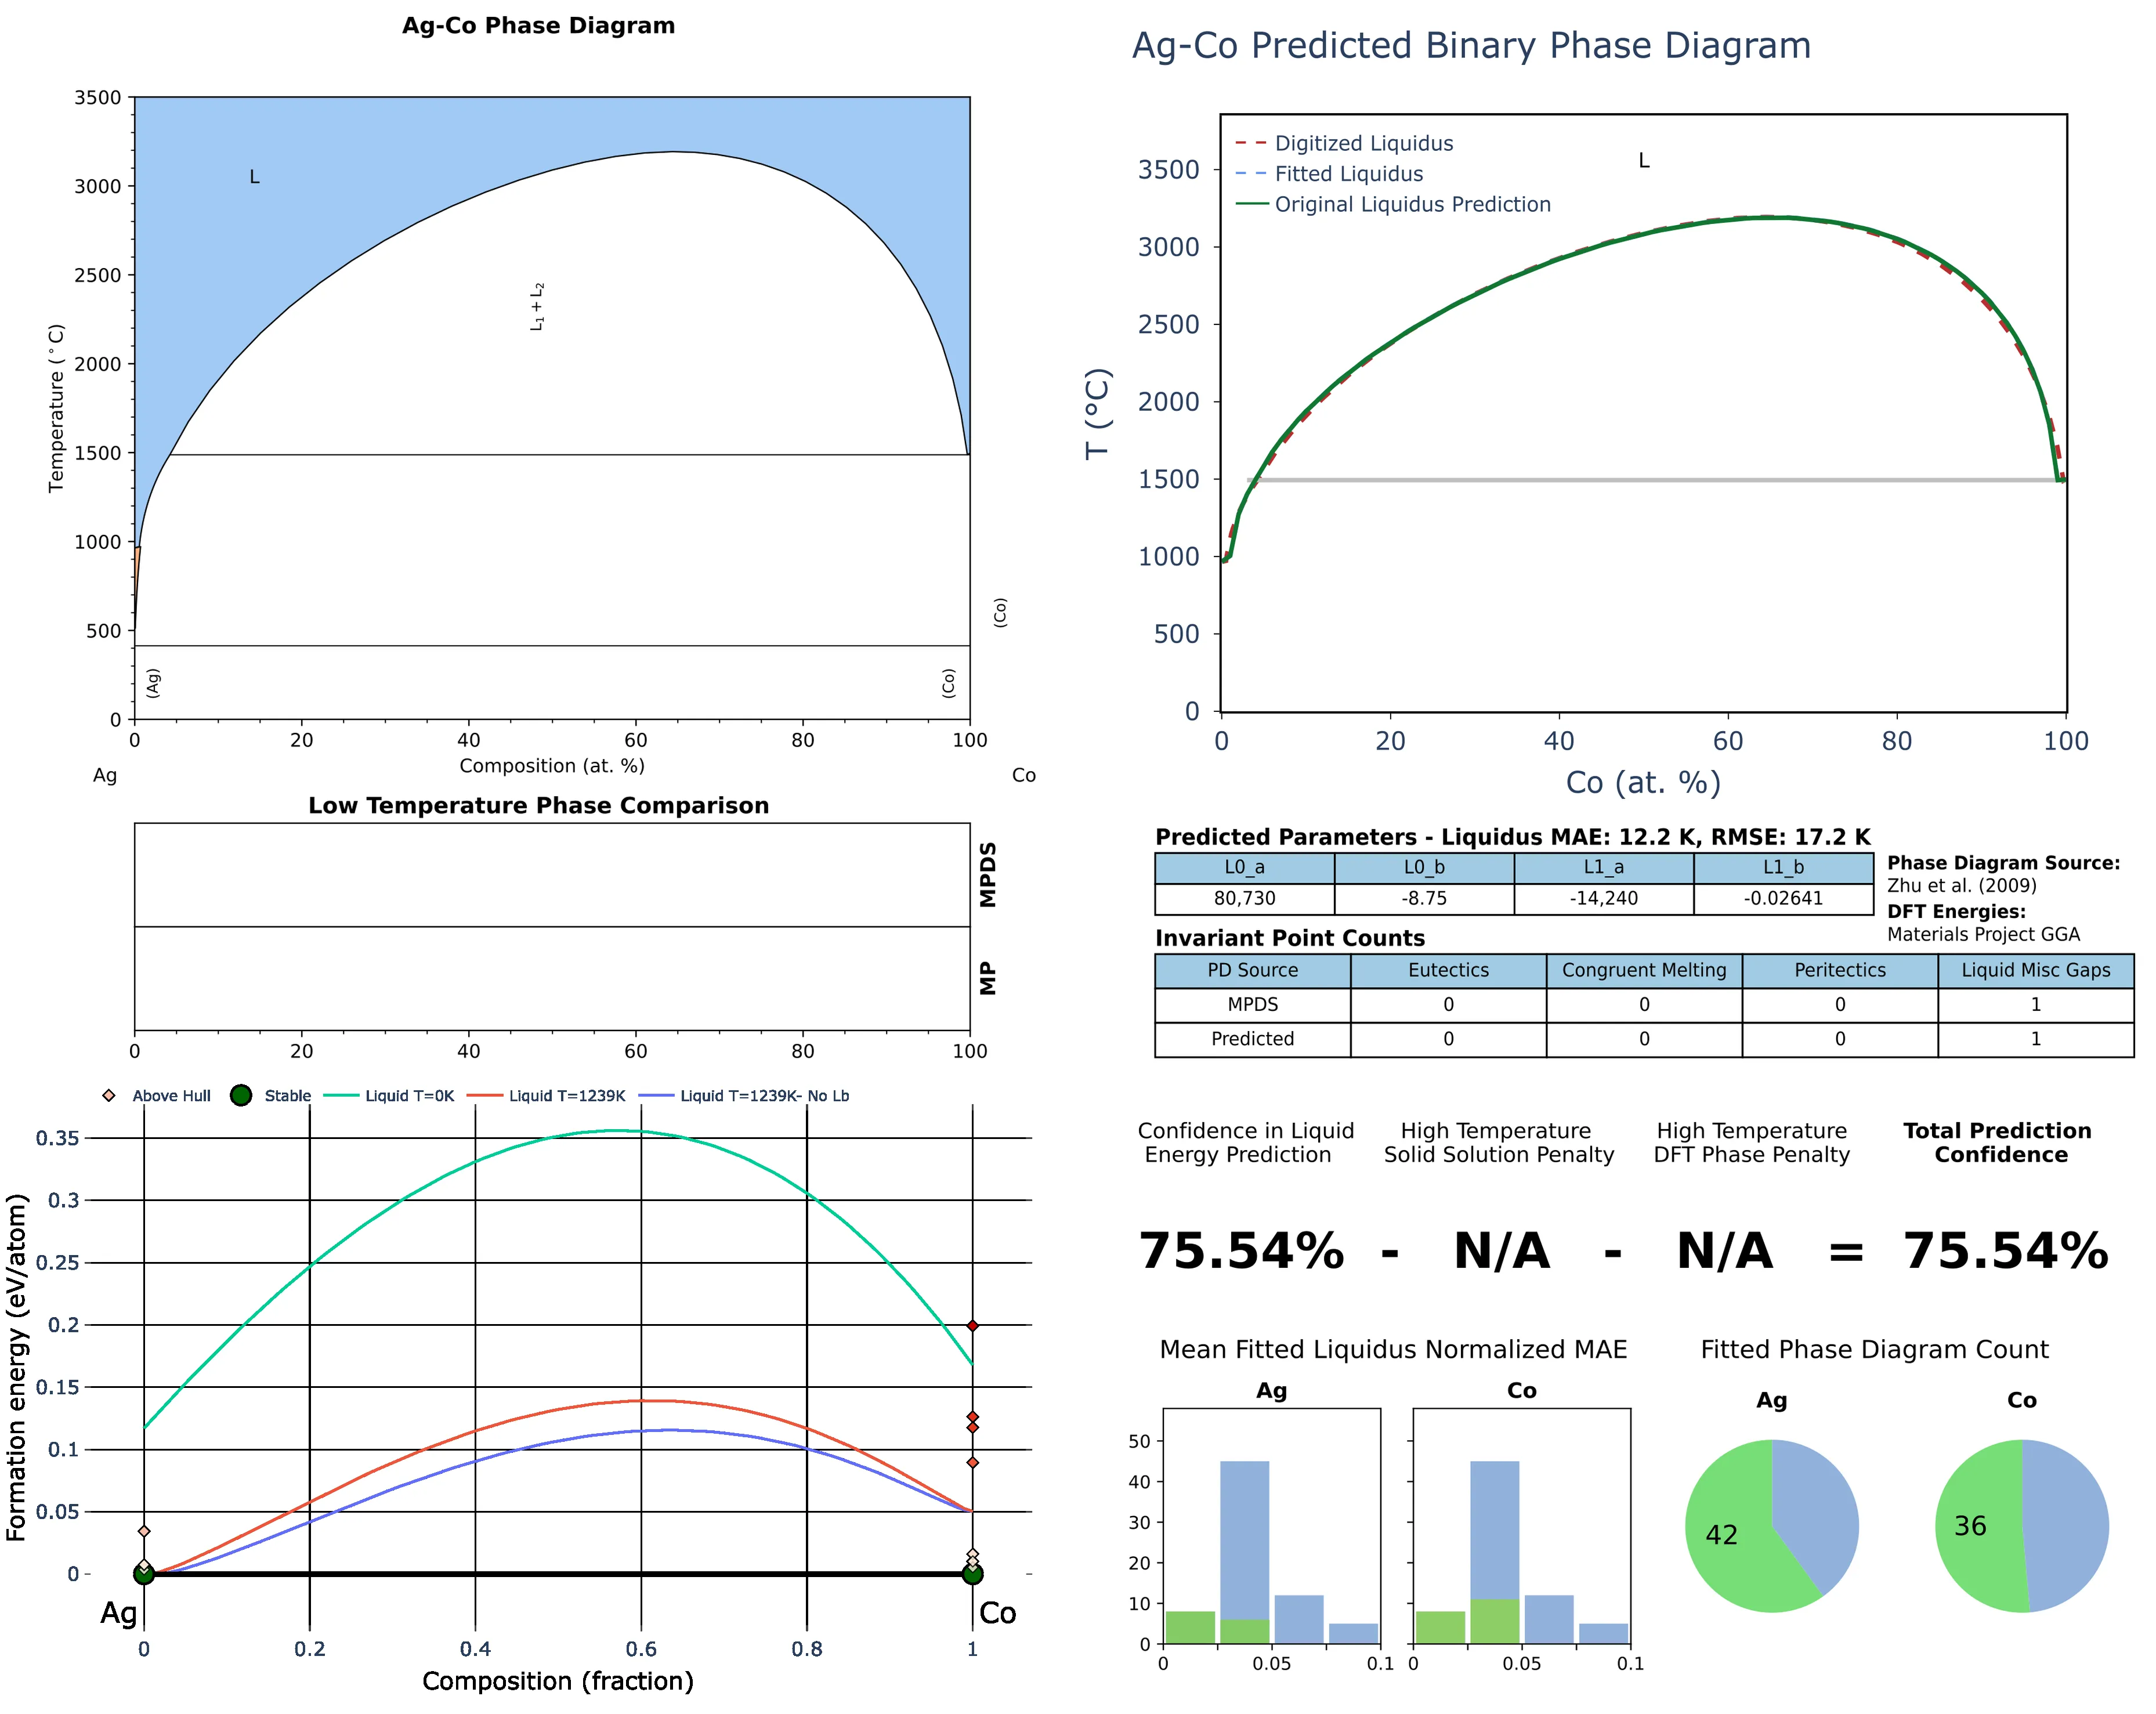 Ag-Co Phase Diagram
3500
3000
2500
2000
1500
1000
500
0
Temperature (°C)
L
L1 + L2
(Ag)
(Co)
(Co)
0 20 40 60 80 100
Composition (at. %)
Ag Co
Low Temperature Phase Comparison
MPDS
MP
0 20 40 60 80 100
Above Hull Stable Liquid T=0K Liquid T=1239K Liquid T=1239K- No Lb
0.35
0.3
0.25
0.2
0.15
0.1
0.05
0
Formation energy (eV/atom)
Ag Co
0 0.2 0.4 0.6 0.8 1
Composition (fraction)
Ag-Co Predicted Binary Phase Diagram
Digitized Liquidus
Fitted Liquidus
Original Liquidus Prediction
L
3500
3000
2500
2000
1500
1000
500
0
T (°C)
0 20 40 60 80 100
Co (at. %)
Predicted Parameters - Liquidus MAE: 12.2 K, RMSE: 17.2 K
L0_a L0_b L1_a L1_b
80,730 -8.75 -14,240 -0.02641
Phase Diagram Source:
Zhu et al. (2009)
DFT Energies:
Materials Project GGA
Invariant Point Counts
PD Source Eutectics Congruent Melting Peritectics Liquid Misc Gaps
MPDS 0 0 0 1
Predicted 0 0 0 1
Confidence in Liquid
Energy Prediction
High Temperature
Solid Solution Penalty
High Temperature
DFT Phase Penalty
Total Prediction
Confidence
75.54% - N/A - N/A = 75.54%
Mean Fitted Liquidus Normalized MAE
Ag Co
50
40
30
20
10
0
0 0.05 0.1 0 0.05 0.1
Fitted Phase Diagram Count
Ag Co
42 36